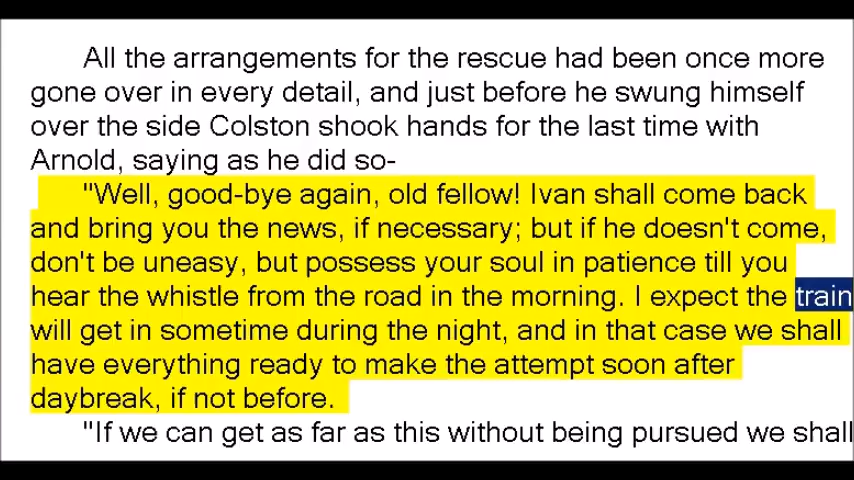 All the arrangements for the rescue had been once more
gone over in every detail, and just before he swung himself
over the side Colston shook hands for the last time with
Arnold, saying as he did so-
"Well, good-bye again, old fellow! Ivan shall come back
and bring you the news, if necessary; but if he doesn't come,
don't be uneasy, but possess your soul in patience till you
hear the whistle from the road in the morning. I expect the train
will get in sometime during the night, and in that case we shall
have everything ready to make the attempt soon after
daybreak, if not before.
"If we can get as far as this without being pursued we shall